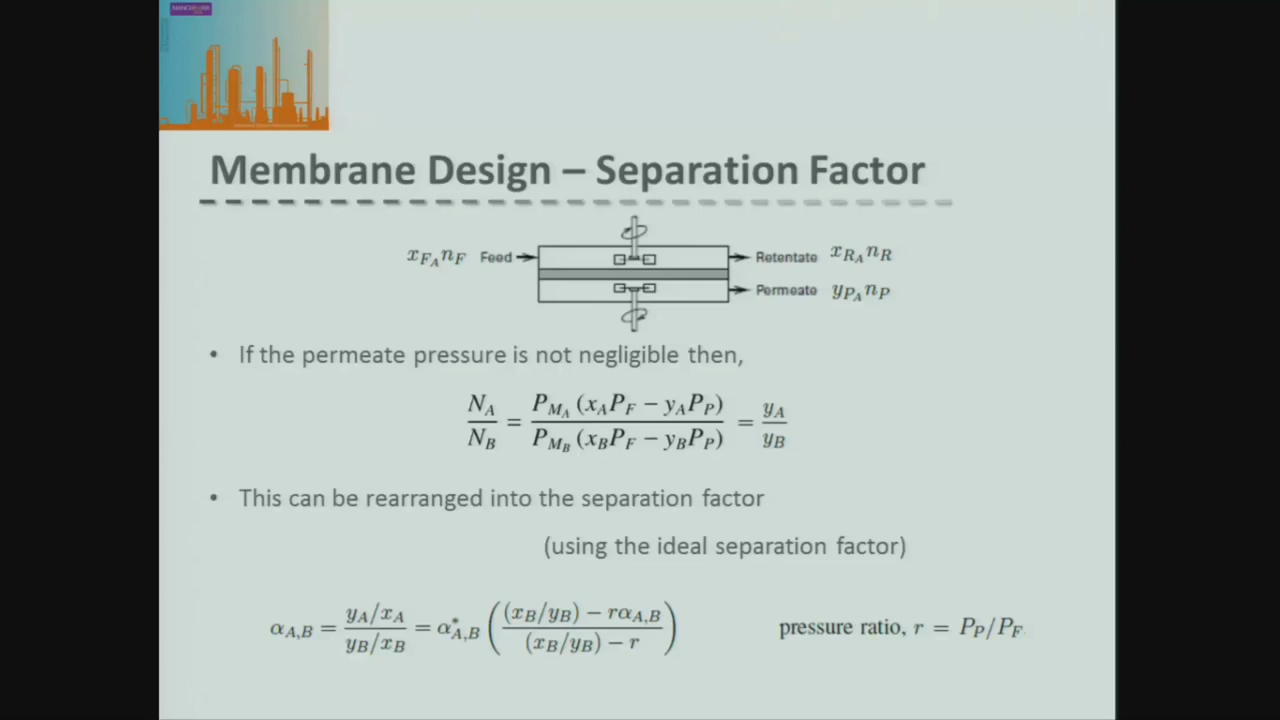 MANCHESTER
Membrane Design – Separation Factor
x_{F_A} n_F Feed Retentate x_{R_A} n_R
Permeate y_{P_A} n_P
• If the permeate pressure is not negligible then,
N_A / N_B = P_{M_A} (x_A P_F − y_A P_P) / P_{M_B} (x_B P_F − y_B P_P) = y_A / y_B
• This can be rearranged into the separation factor
(using the ideal separation factor)
α_{A,B} = (y_A/x_A) / (y_B/x_B) = α*_{A,B} ( ((x_B/y_B) − rα_{A,B}) / ((x_B/y_B) − r) ) pressure ratio, r = P_P/P_F